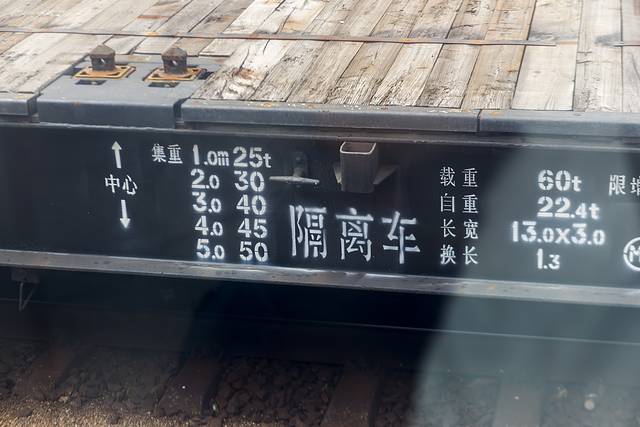 集重 1.0m 25t
2.0 30
3.0 40
4.0 45
5.0 50
中心
隔离车
载重 60t
自重 22.4t
长宽 13.0x3.0
换长 1.3
限增
M